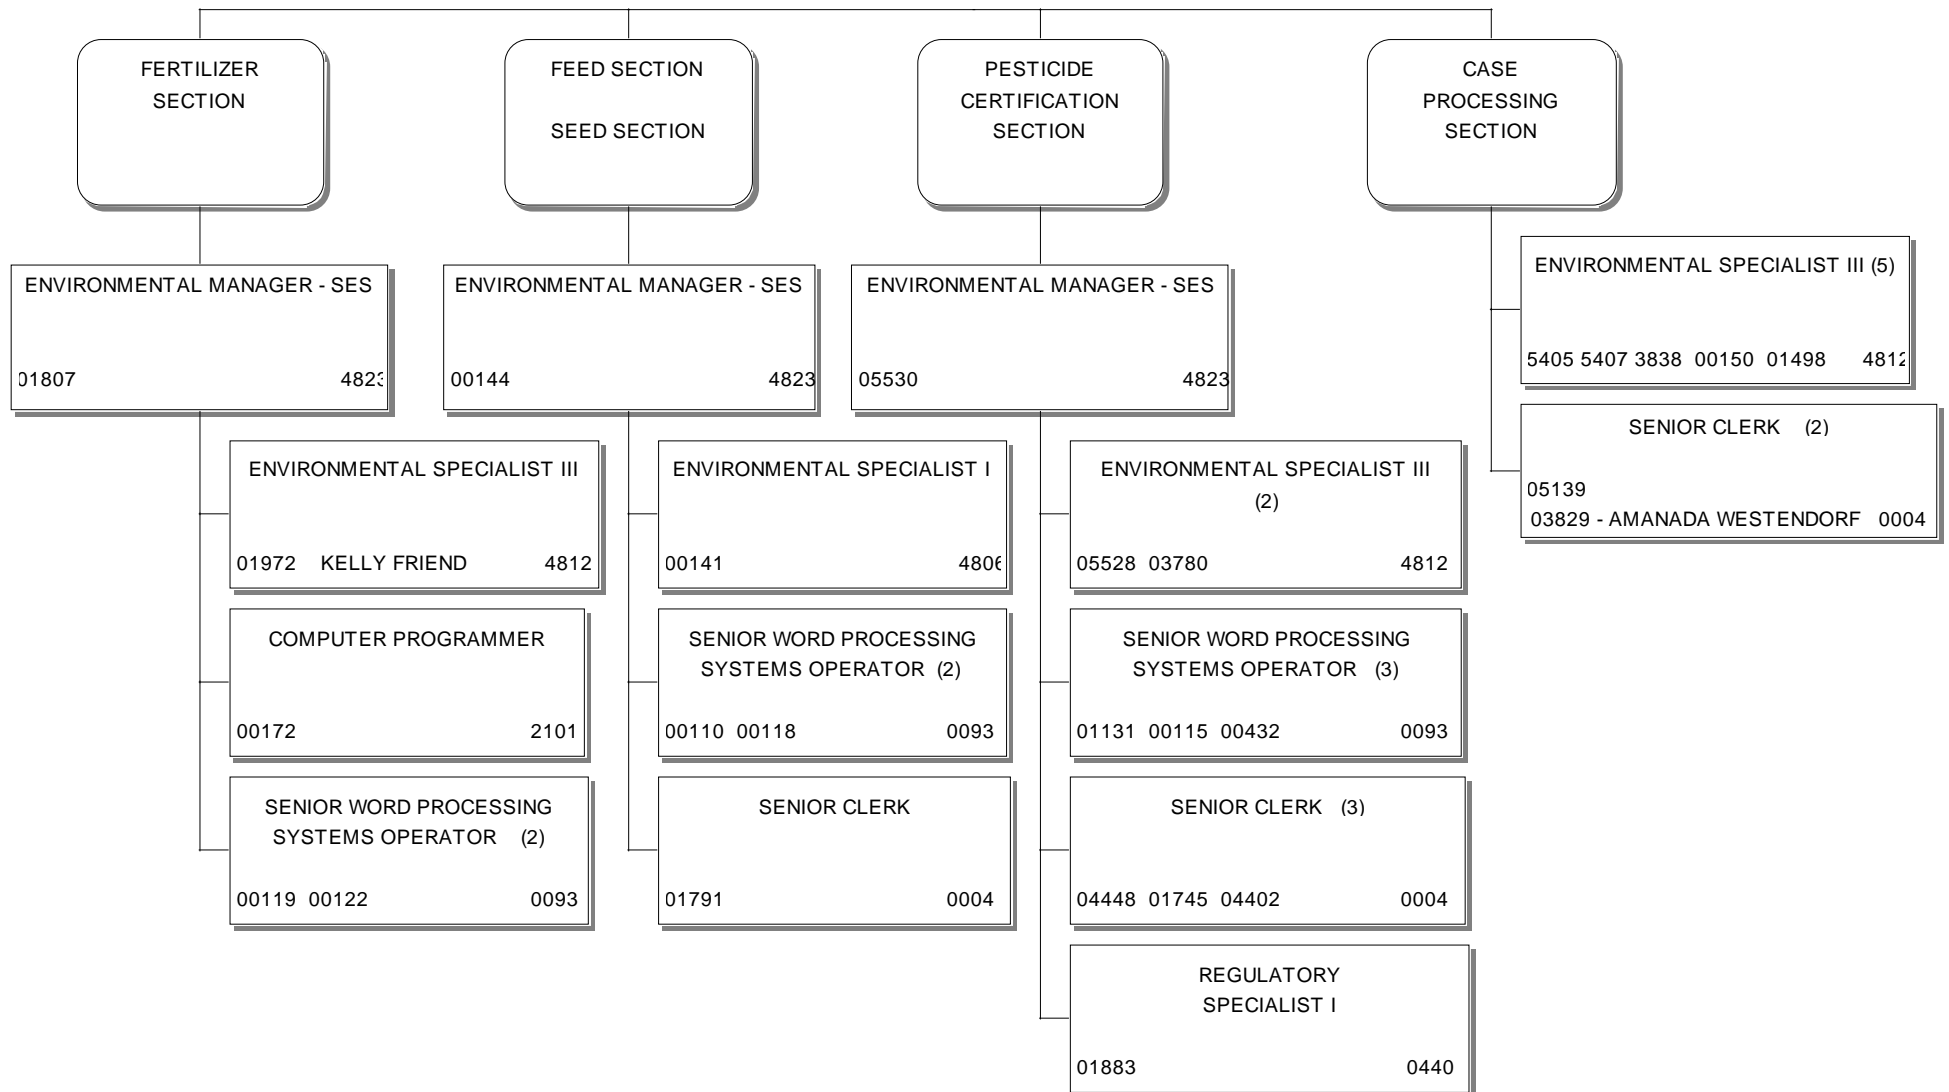 FERTILIZER
SECTION
FEED SECTION
SEED SECTION
PESTICIDE
CERTIFICATION
SECTION
CASE
PROCESSING
SECTION
ENVIRONMENTAL MANAGER - SES
01807 4823
ENVIRONMENTAL SPECIALIST III
01972 KELLY FRIEND 4812
COMPUTER PROGRAMMER
00172 2101
SENIOR WORD PROCESSING
SYSTEMS OPERATOR (2)
00119 00122 0093
ENVIRONMENTAL MANAGER - SES
00144 4823
ENVIRONMENTAL SPECIALIST I
00141 4806
SENIOR WORD PROCESSING
SYSTEMS OPERATOR (2)
00110 00118 0093
SENIOR CLERK
01791 0004
ENVIRONMENTAL MANAGER - SES
05530 4823
ENVIRONMENTAL SPECIALIST III
(2)
05528 03780 4812
SENIOR WORD PROCESSING
SYSTEMS OPERATOR (3)
01131 00115 00432 0093
SENIOR CLERK (3)
04448 01745 04402 0004
REGULATORY
SPECIALIST I
01883 0440
ENVIRONMENTAL SPECIALIST III (5)
5405 5407 3838 00150 01498 4812
SENIOR CLERK (2)
05139
03829 - AMANADA WESTENDORF 0004